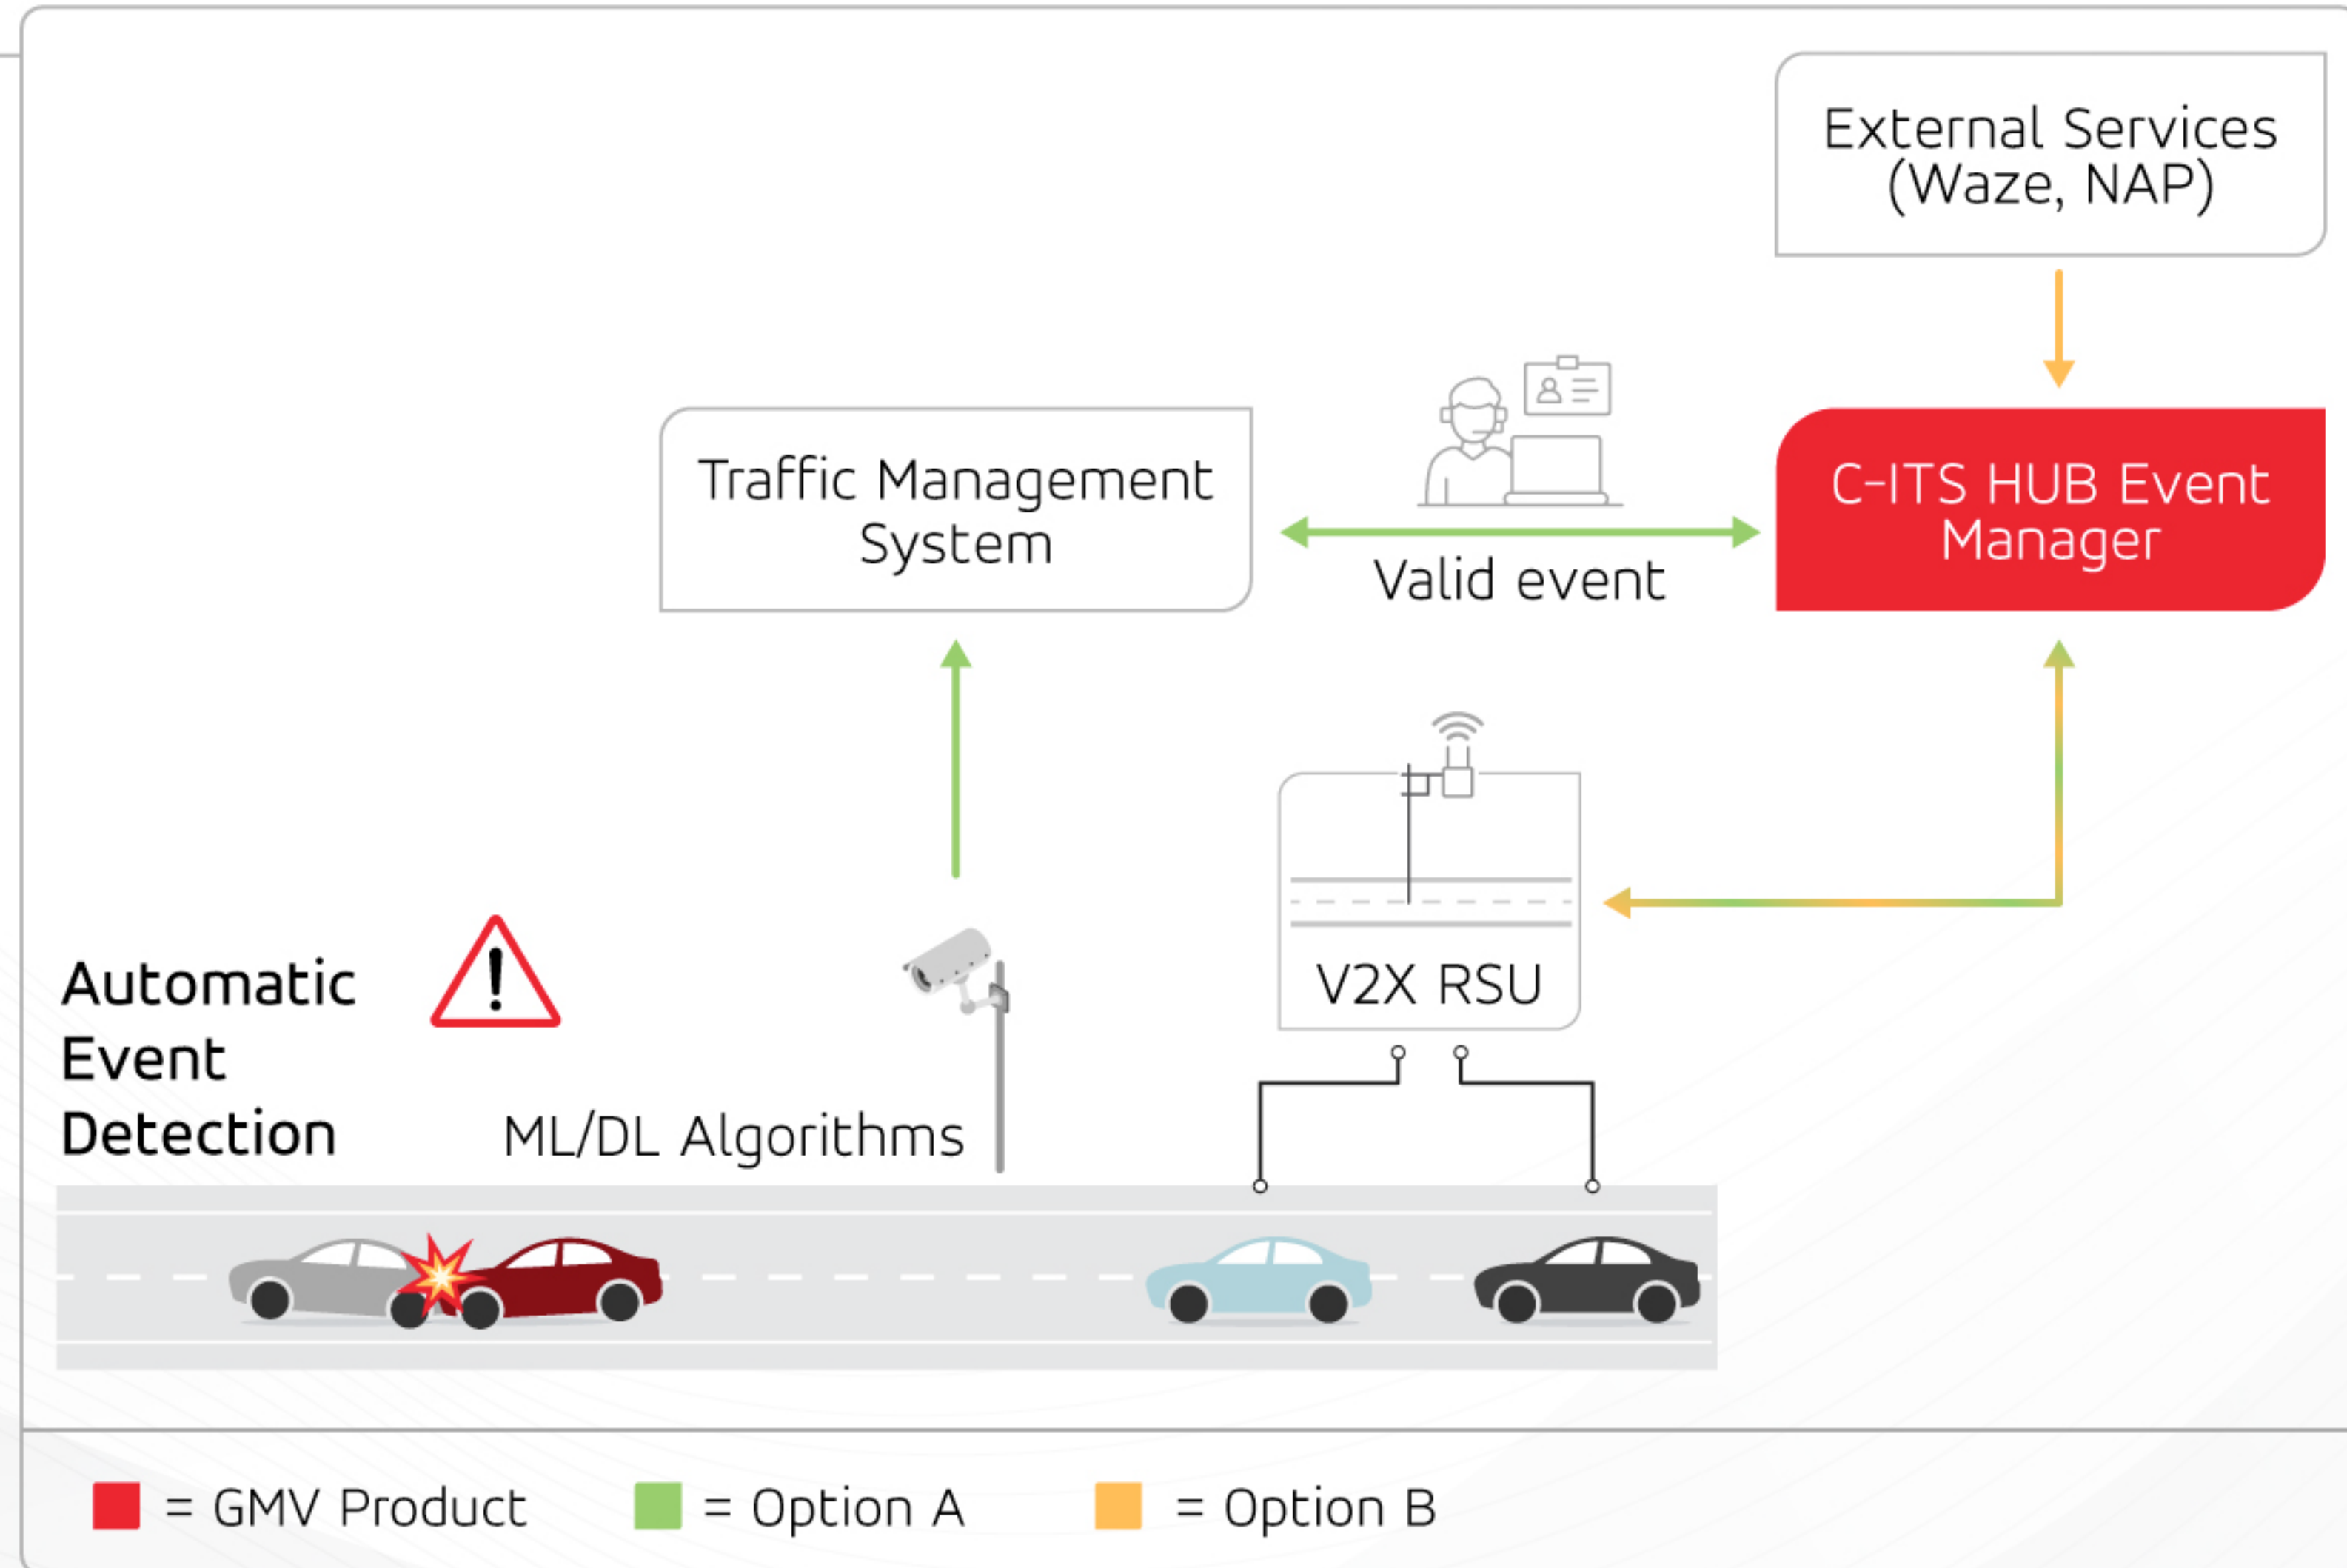 External Services
(Waze, NAP)
Traffic Management
System
Valid event
C-ITS HUB Event
Manager
V2X RSU
Automatic
Event
Detection
!
ML/DL Algorithms
= GMV Product
= Option A
= Option B